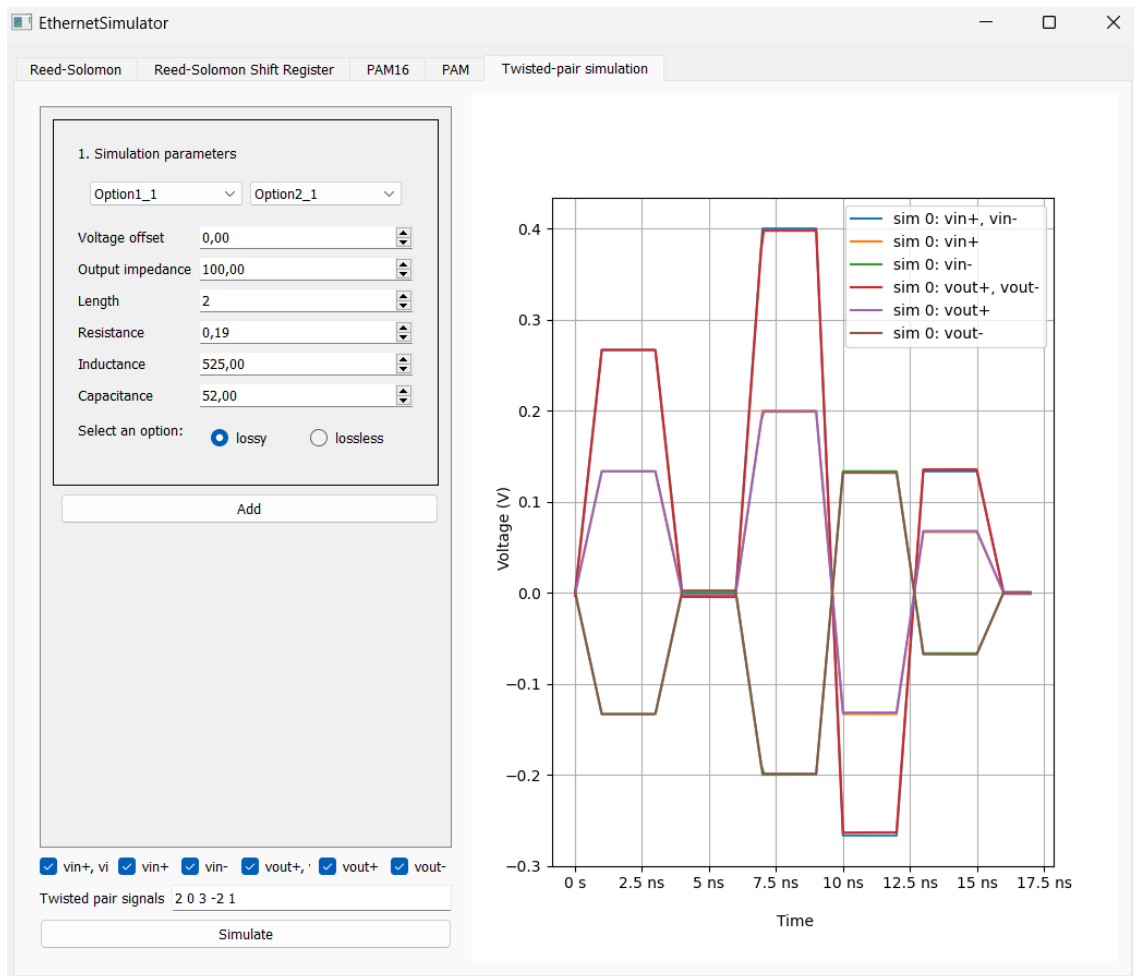 EthernetSimulator
Reed-Solomon Reed-Solomon Shift Register PAM16 PAM Twisted-pair simulation
1. Simulation parameters
Option1_1 Option2_1
Voltage offset 0,00
Output impedance 100,00
Length 2
Resistance 0,19
Inductance 525,00
Capacitance 52,00
Select an option: lossy lossless
Add
vin+, vi vin+ vin- vout+, ' vout+ vout-
Twisted pair signals 2 0 3 -2 1
Simulate
sim 0: vin+, vin-
sim 0: vin+
sim 0: vin-
sim 0: vout+, vout-
sim 0: vout+
sim 0: vout-
Voltage (V)
0.4
0.3
0.2
0.1
0.0
−0.1
−0.2
−0.3
0 s 2.5 ns 5 ns 7.5 ns 10 ns 12.5 ns 15 ns 17.5 ns
Time